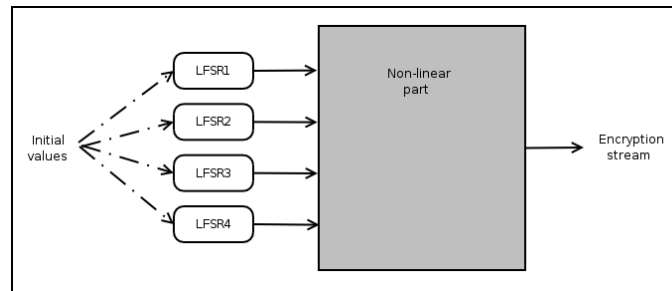 Initial
values
LFSR1
LFSR2
LFSR3
LFSR4
Non-linear
part
Encryption
stream